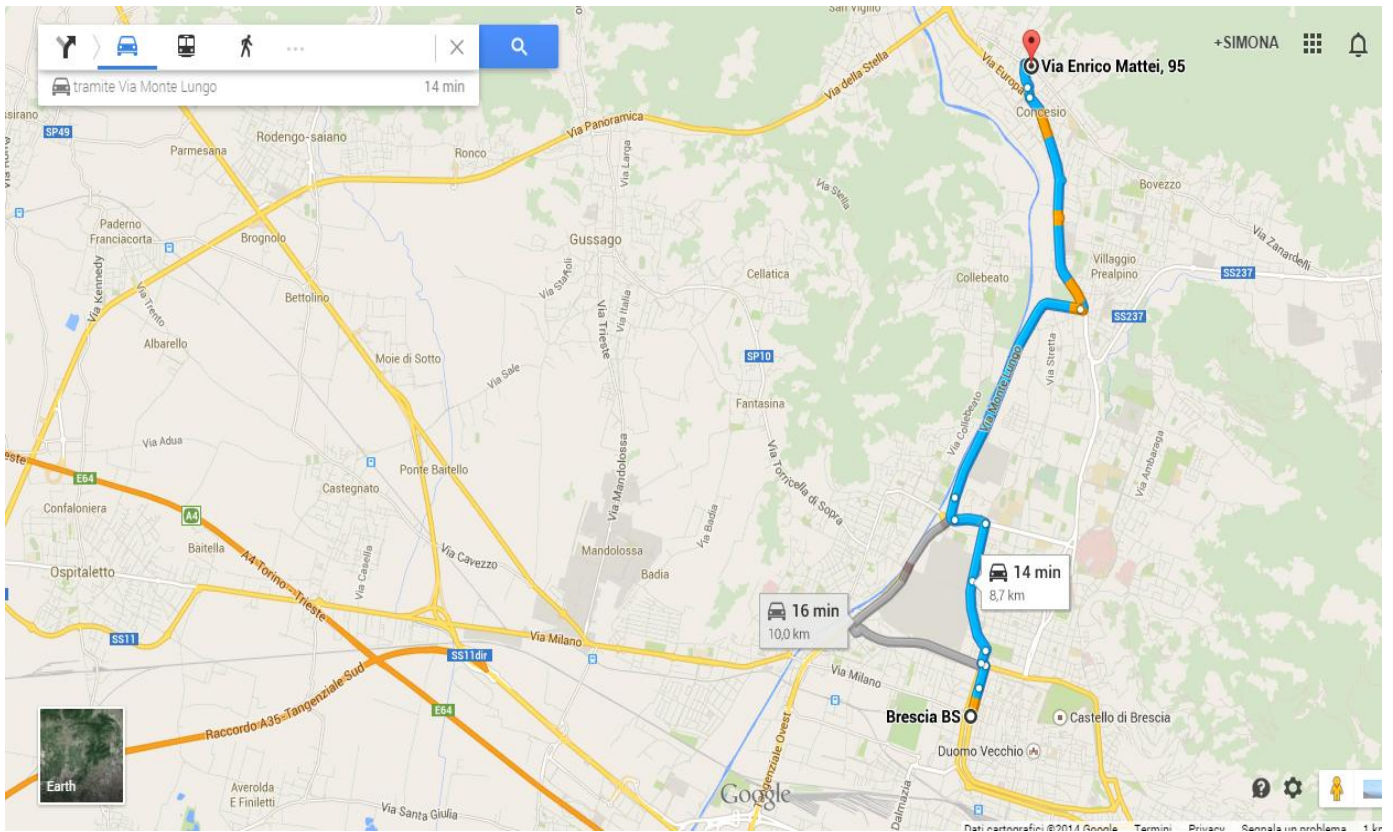 tramite Via Monte Lungo 14 min
+SIMONA
San Vigilio
Via Enrico Mattei, 95
Via Europa
Via della Stella
Concesio
Via Panoramica
SP49
Rodengo-saiano
Parmesana
Ronco
Via Larga
Via Stella
Bovezzo
Via Zanardelli
Paderno
Franciacorta
Brognolo
Gussago
Cellatica
Collebeato
Villaggio
Prealpino
SS237
SS237
Via Kennedy
Via Trento
Bettolino
Via Stafoli
Via Italia
Via Trieste
Albarello
Moie di Sotto
Via Sale
SP10
Via Monte Lungo
Via Stretta
Fantasina
Via Collebeato
Via Adua
Via Torricella di Sopra
Via Ambaraga
Via Mandolossa
Ponte Baitello
E64
Castegnato
Confaloniera
A4
Baitella
Via Badia
Via Cavezzo
Mandolossa
Badia
Ospitaletto
Via Casella
A4 Torino - Trieste
14 min
8,7 km
16 min
10,0 km
SS11
Via Milano
SS11dir
Via Milano
Raccordo A35-Tangenziale Sud
E64
Brescia BS
Castello di Brescia
Duomo Vecchio
Tangenziale Ovest
Via Dalmazia
Earth
Averolda
E Finiletti
Via Santa Giulia
Google
Dati cartografici ©2014 Google Termini Privacy Segnala un problema